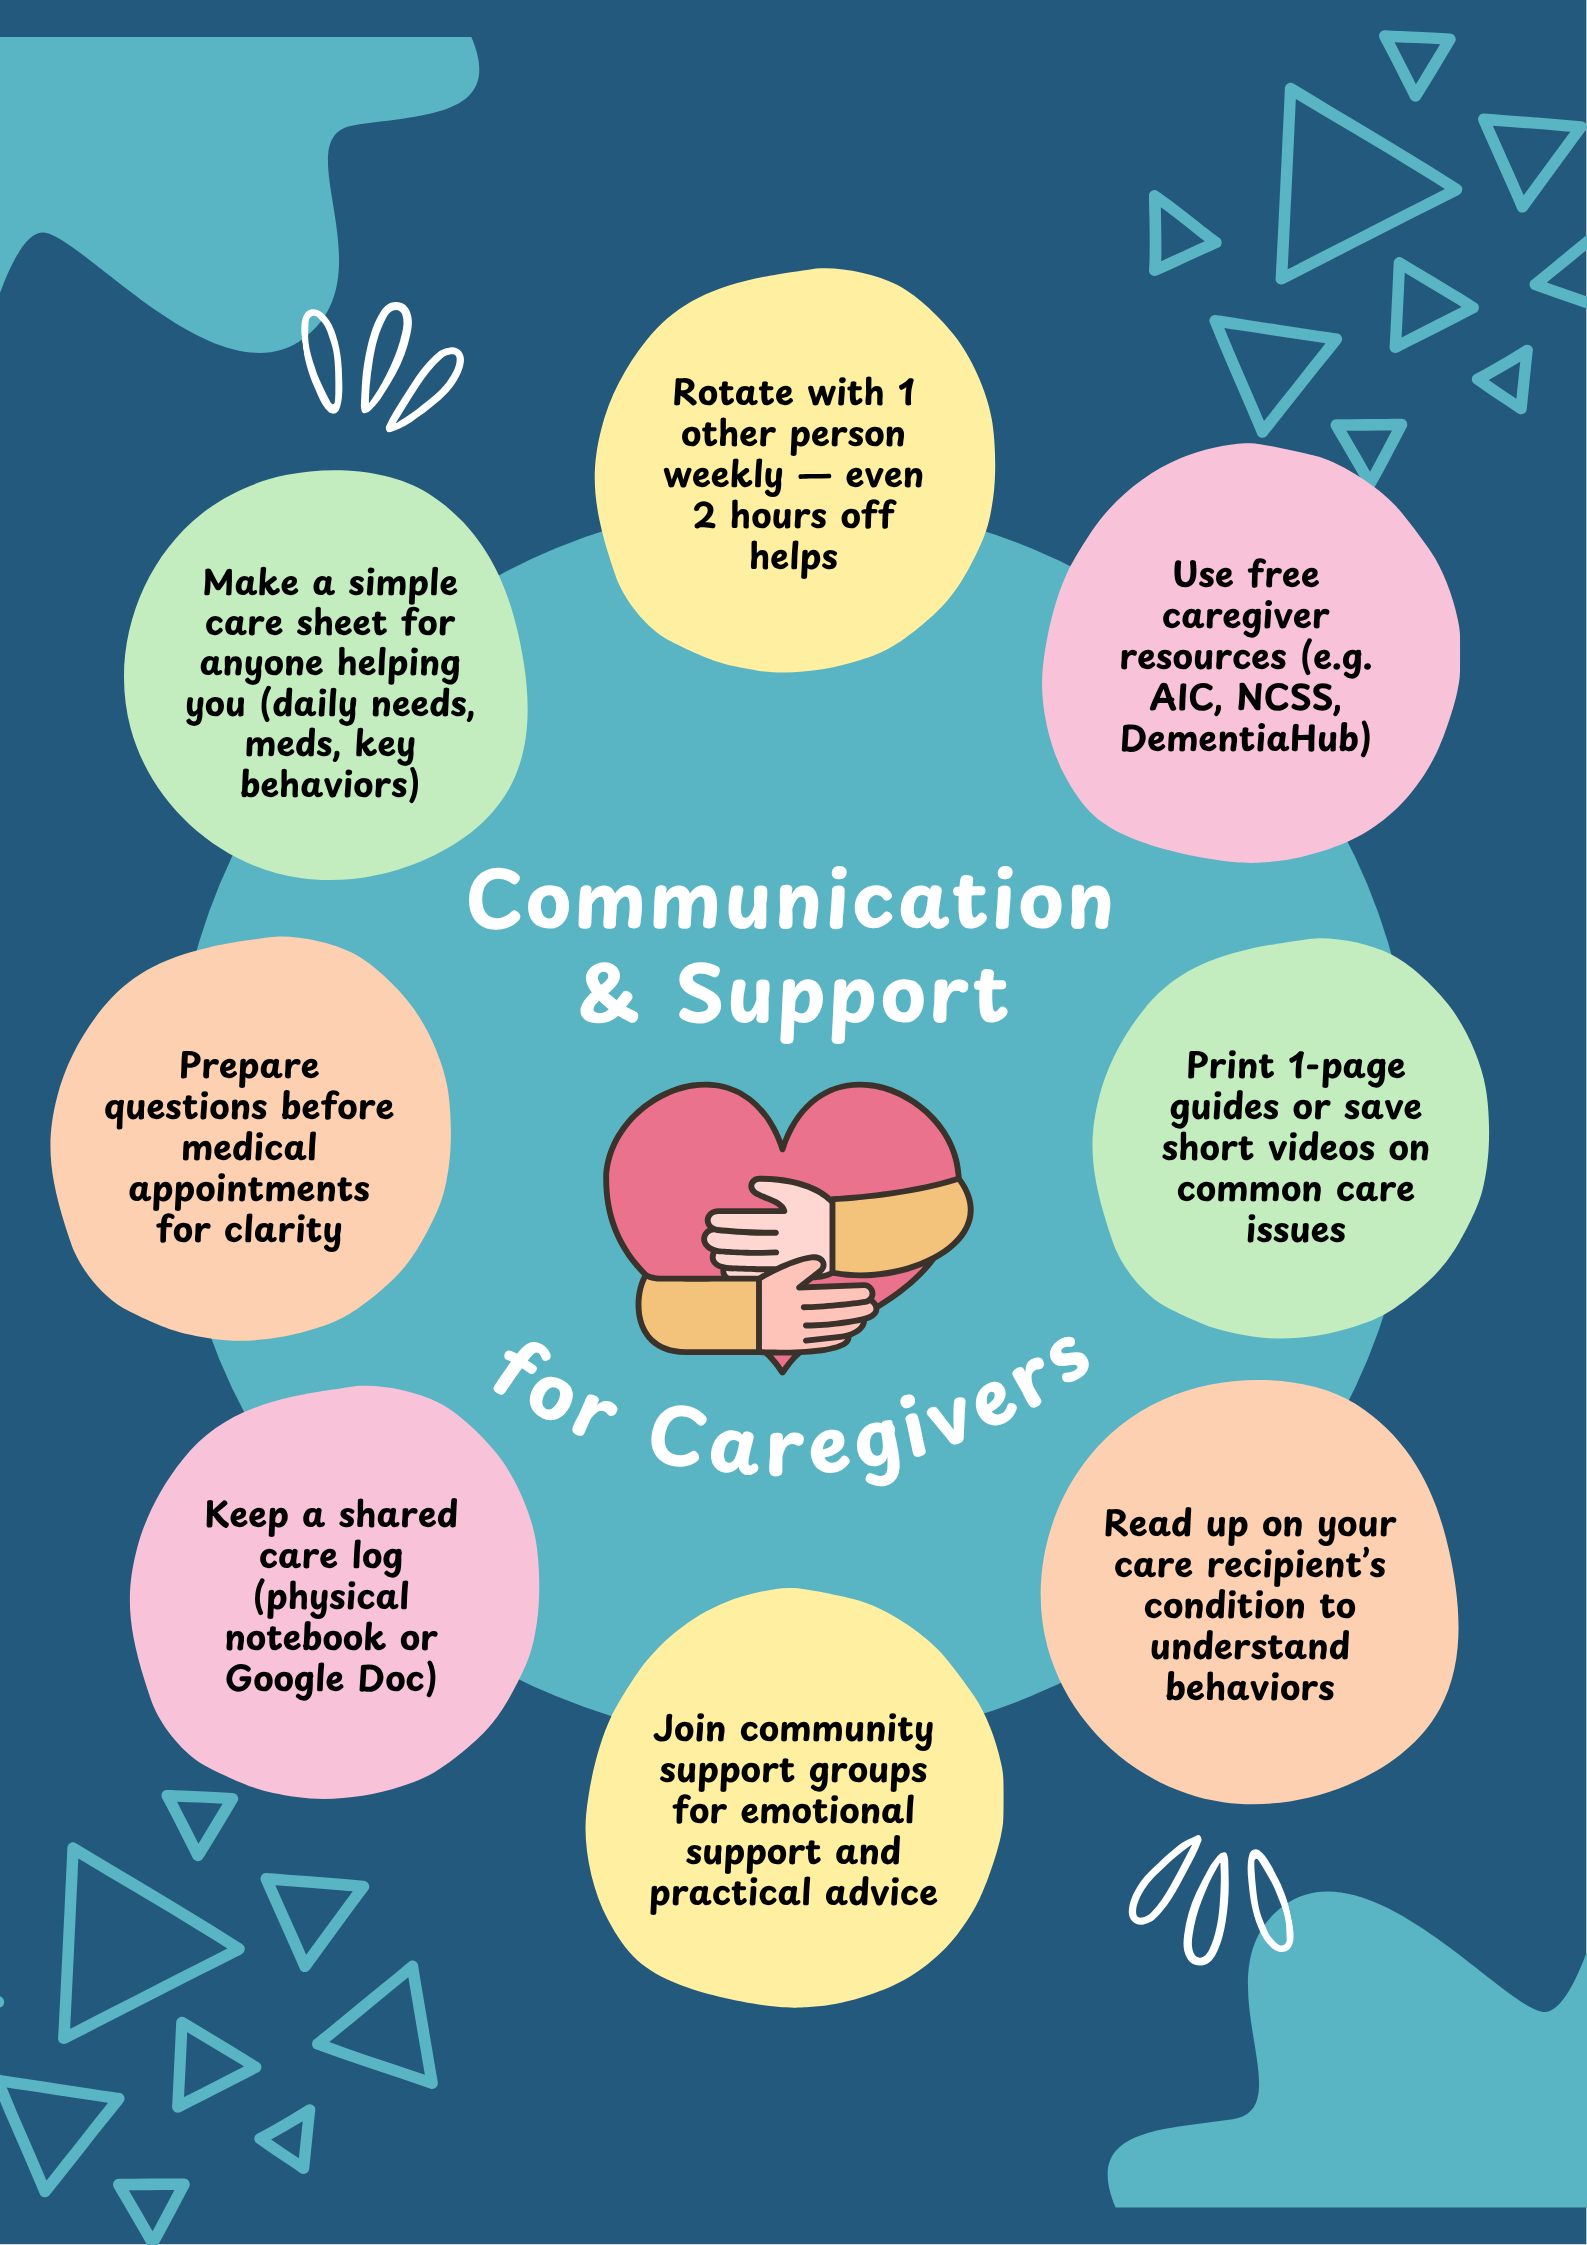 Rotate with 1
other person
weekly — even
2 hours off
helps
Use free
caregiver
resources (e.g.
AIC, NCSS,
DementiaHub)
Make a simple
care sheet for
anyone helping
you (daily needs,
meds, key
behaviors)
Communication
& Support
for Caregivers
Prepare
questions before
medical
appointments
for clarity
Print 1-page
guides or save
short videos on
common care
issues
Keep a shared
care log
(physical
notebook or
Google Doc)
Read up on your
care recipient’s
condition to
understand
behaviors
Join community
support groups
for emotional
support and
practical advice